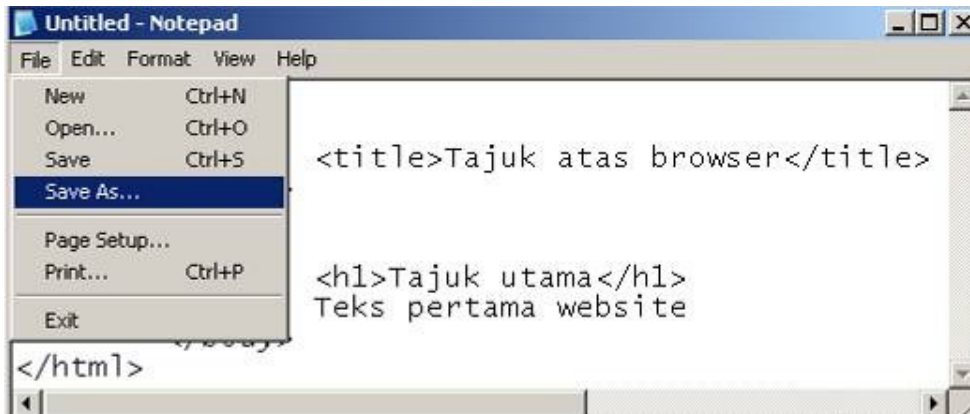 Untitled - Notepad
File Edit Format View Help
New Ctrl+N
Open... Ctrl+O
Save Ctrl+S
Save As...
Page Setup...
Print... Ctrl+P
Exit
<title>Tajuk atas browser</title>
<h1>Tajuk utama</h1>
Teks pertama website
</html>